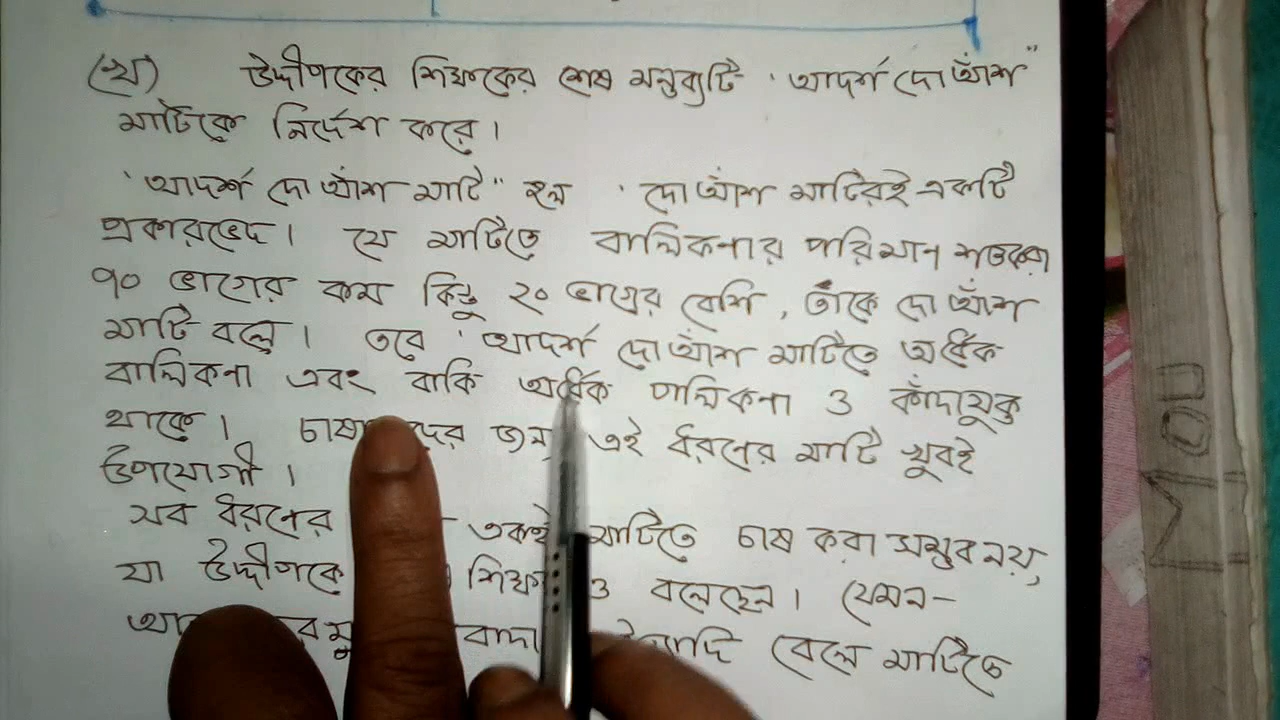 (খ) উদ্দীপকের শিক্ষকের শেষ মন্তব্যটি 'আদর্শ দো আঁশ"
মাটিকে নির্দেশ করে।
'আদর্শ দো আঁশ মাটি" হল 'দো আঁশ মাটিরই একটি
প্রকারভেদ। যে মাটিতে বালিকনার পরিমান শতকরা
৭০ ভাগের কম কিন্তু ২০ ভাগের বেশি, তাঁকে দো আঁশ
মাটি বলে। তবে 'আদর্শ দো আঁশ মাটিতে অর্ধেক
বালিকনা এবং বাকি অর্ধেক পলিকনা ও কাঁদাযুক্ত
থাকে। জন্য এই ধরনের মাটি খুবই
উপযোগী।
সব ধরনের একই মাটিতে চাষ করা সম্ভব নয়,
যা উদ্দীপকে বলেছেন। যেমন-
বেলে মাটিতে